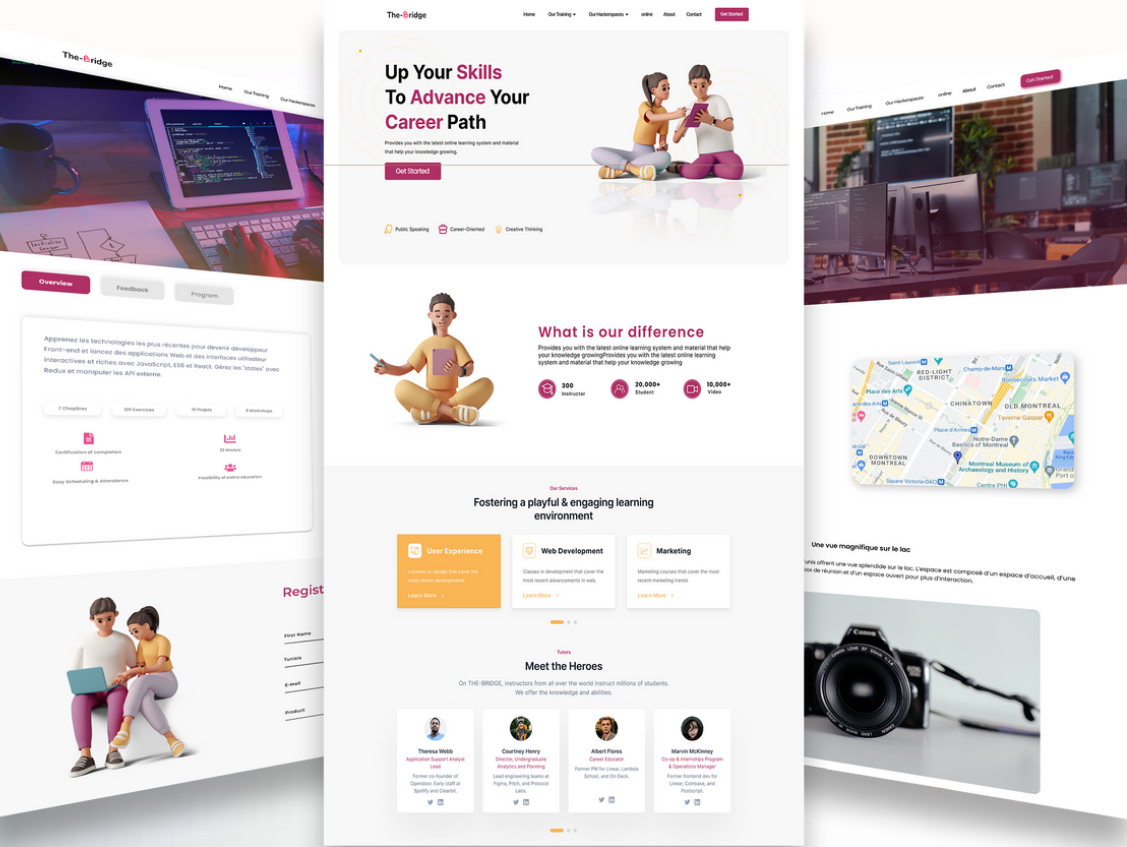 The-Bridge
Home
Our Training
Our Hackerspaces
Overview
Feedback
Program
Apprenez les technologies les plus récentes pour devenir développeur
Front-end et lancez des applications Web et des interfaces utilisateur
interactives et riches avec JavaScript, ES6 et React. Gérez les "states" avec
Redux et manipuler les API externe.
7 Chapitres
Certification of completion
Easy Scheduling & Attendance
Possibility of online education
Regist
First Name
Tunisie
E-mail
Product
The-Bridge
Home
Our Training
Our Hackerspaces
online
About
Contact
Get Started
Up Your Skills
To Advance Your
Career Path
Provides you with the latest online learning system and material
that help your knowledge growing.
Get Started
Public Speaking
Career-Oriented
Creative Thinking
What is our difference
Provides you with the latest online learning system and material that help
your knowledge growingProvides you with the latest online learning
system and material that help your knowledge growing
300
Instructor
20,000+
Student
10,000+
Video
Our Services
Fostering a playful & engaging learning
environment
User Experience
Lessons on design that cover the
most recent developments.
Learn More
Web Development
Classes in development that cover the
most recent advancements in web.
Learn More
Marketing
Marketing courses that cover the most
recent marketing trends
Learn More
Tutors
Meet the Heroes
On THE-BRIDGE, instructors from all over the world instruct millions of students.
We offer the knowledge and abilities.
Theresa Webb
Application Support Analyst
Lead
Former co-founder of
Opendoor. Early staff at
Spotify and Clearbit.
Courtney Henry
Director, Undergraduate
Analytics and Planning
Lead engineering teams at
Figma, Pitch, and Protocol
Labs.
Albert Flores
Career Educator
Former PM for Linear, Lambda
School, and On Deck.
Marvin McKinney
Co-op & Internships Program
& Operations Manager
Former frontend dev for
Linear, Coinbase, and
Postscript.
Home
Our Training
Our Hackerspaces
online
About
Contact
Get Started
Saint Laurent
Champ-de-Mars
RED-LIGHT
DISTRICT
Bonsecours Market
Place des Arts
CHINATOWN
OLD MONTREAL
Taverne Gaspar
Place-d'Armes
Notre-Dame
Basilica of Montreal
DOWNTOWN
MONTREAL
Montreal Museum of
Archaeology and History
Square Victoria OACI
Centre PHI
Grand
Port o
Une vue magnifique sur le lac
unis offrent une vue splendide sur le lac. L'espace est composé d'un espace d'accueil, d'une
de réunion et d'un espace ouvert pour plus d'interaction.
Canon